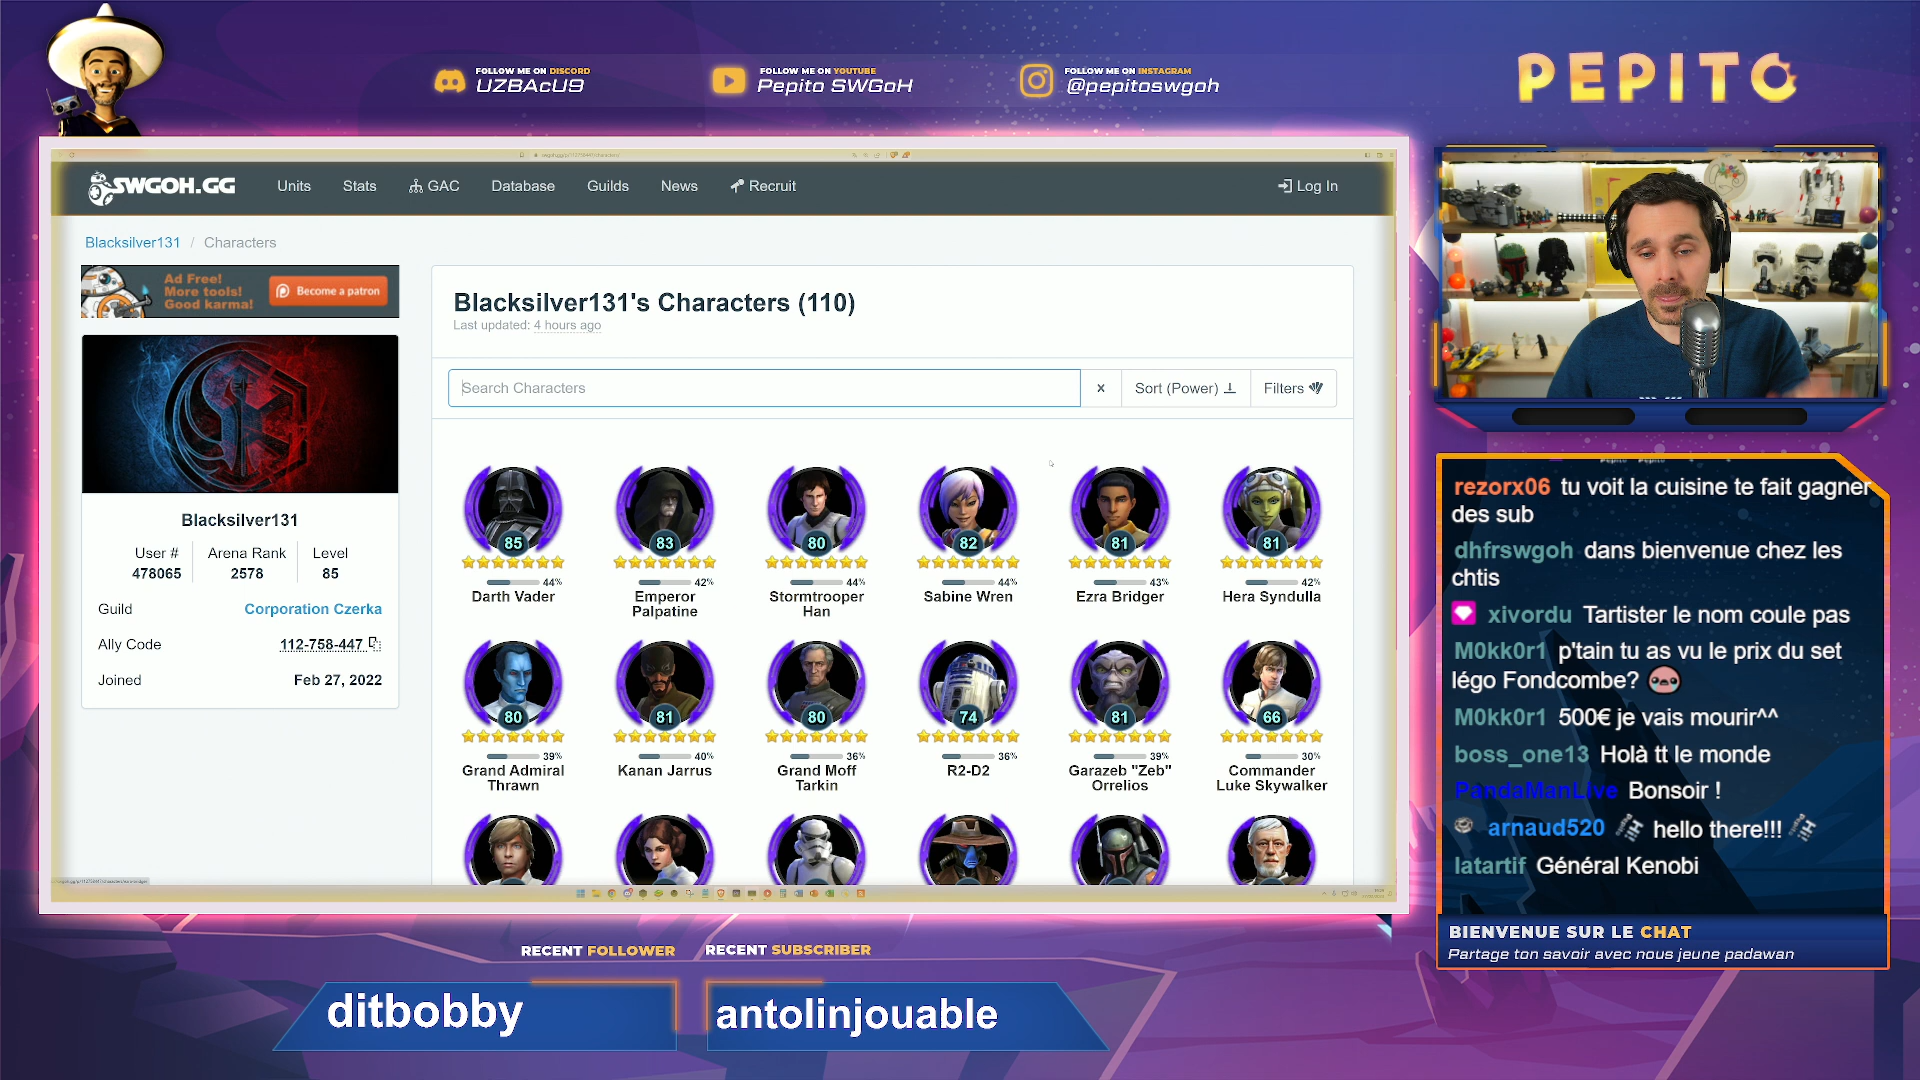 FOLLOW ME ON DISCORD
UZBAcU9
FOLLOW ME ON YOUTUBE
Pepito SWGoH
FOLLOW ME ON INSTAGRAM
@pepitoswgoh
PEPITO
SWGOH.GG
Units
Stats
GAC
Database
Guilds
News
Recruit
Log In
Blacksilver131 / Characters
Ad Free!
More tools!
Good karma!
Become a patron
Blacksilver131
User #
478065
Arena Rank
2578
Level
85
Guild
Corporation Czerka
Ally Code
112-758-447
Joined
Feb 27, 2022
Blacksilver131's Characters (110)
Last updated: 4 hours ago
Search Characters
x
Sort (Power)
Filters
85
44%
Darth Vader
83
42%
Emperor
Palpatine
80
44%
Stormtrooper
Han
82
44%
Sabine Wren
81
43%
Ezra Bridger
81
42%
Hera Syndulla
80
39%
Grand Admiral
Thrawn
81
40%
Kanan Jarrus
80
36%
Grand Moff
Tarkin
74
36%
R2-D2
81
39%
Garazeb "Zeb"
Orrelios
66
30%
Commander
Luke Skywalker
rezorx06 tu voit la cuisine te fait gagner
des sub
dhfrswgoh dans bienvenue chez les
chtis
xivordu Tartister le nom coule pas
M0kk0r1 p'tain tu as vu le prix du set
légo Fondcombe?
M0kk0r1 500€ je vais mourir^^
boss_one13 Holà tt le monde
PandaManLive Bonsoir !
arnaud520 hello there!!!
latartif Général Kenobi
BIENVENUE SUR LE CHAT
Partage ton savoir avec nous jeune padawan
RECENT FOLLOWER
ditbobby
RECENT SUBSCRIBER
antolinjouable